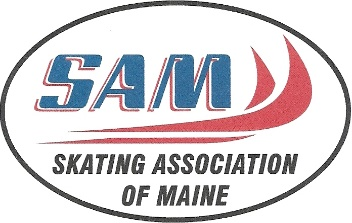 SAM
SKATING ASSOCIATION
OF MAINE